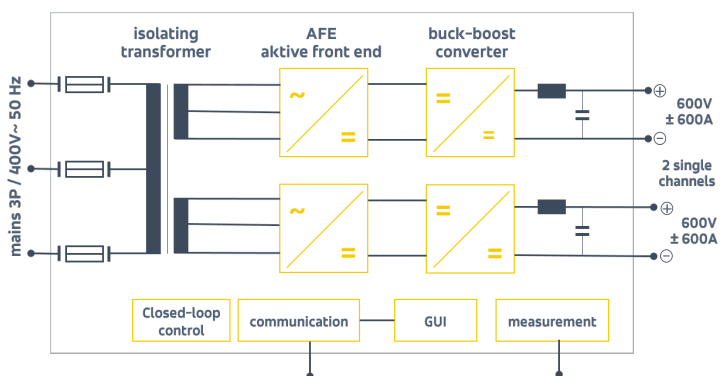 isolating
transformer
AFE
aktive front end
buck-boost
converter
mains 3P / 400V~ 50 Hz
~
=
=
=
+
600V
± 600A
−
2 single
channels
~
=
=
=
+
600V
± 600A
−
Closed-loop
control
communication
GUI
measurement